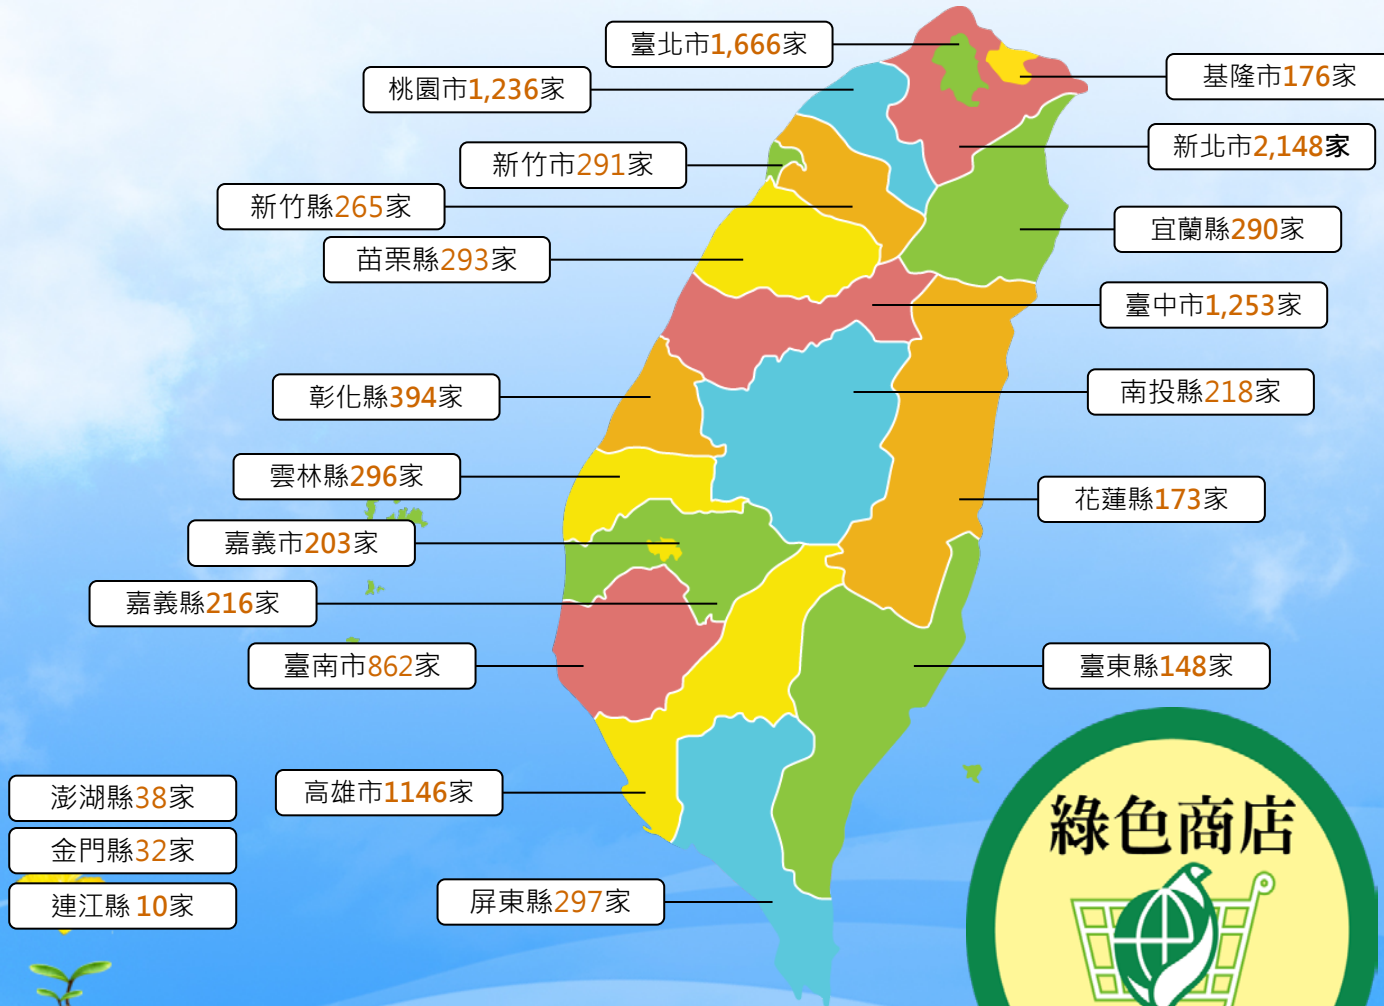 臺北市1,666家
基隆市176家
桃園市1,236家
新北市2,148家
新竹市291家
新竹縣265家
宜蘭縣290家
苗栗縣293家
臺中市1,253家
彰化縣394家
南投縣218家
雲林縣296家
花蓮縣173家
嘉義市203家
嘉義縣216家
臺南市862家
臺東縣148家
高雄市1146家
澎湖縣38家
金門縣32家
連江縣 10家
屏東縣297家
綠色商店